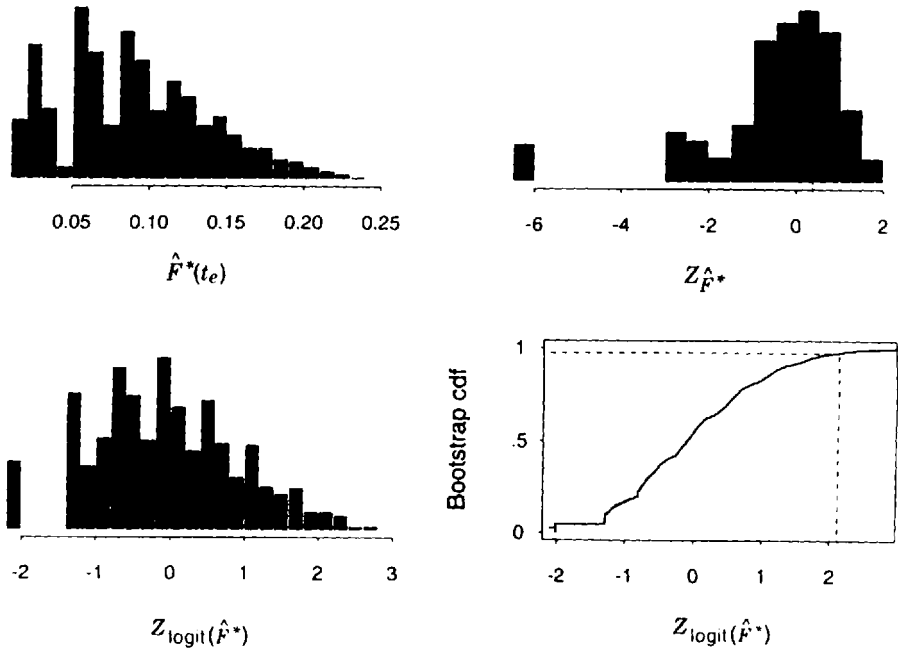 0.05 0.10 0.15 0.20 0.25
F̂*(tₑ)
-6 -4 -2 0 2
Z_F̂*
-2 -1 0 1 2 3
Z_logit(F̂*)
Bootstrap cdf
1
.5
0
-2 -1 0 1 2
Z_logit(F̂*)